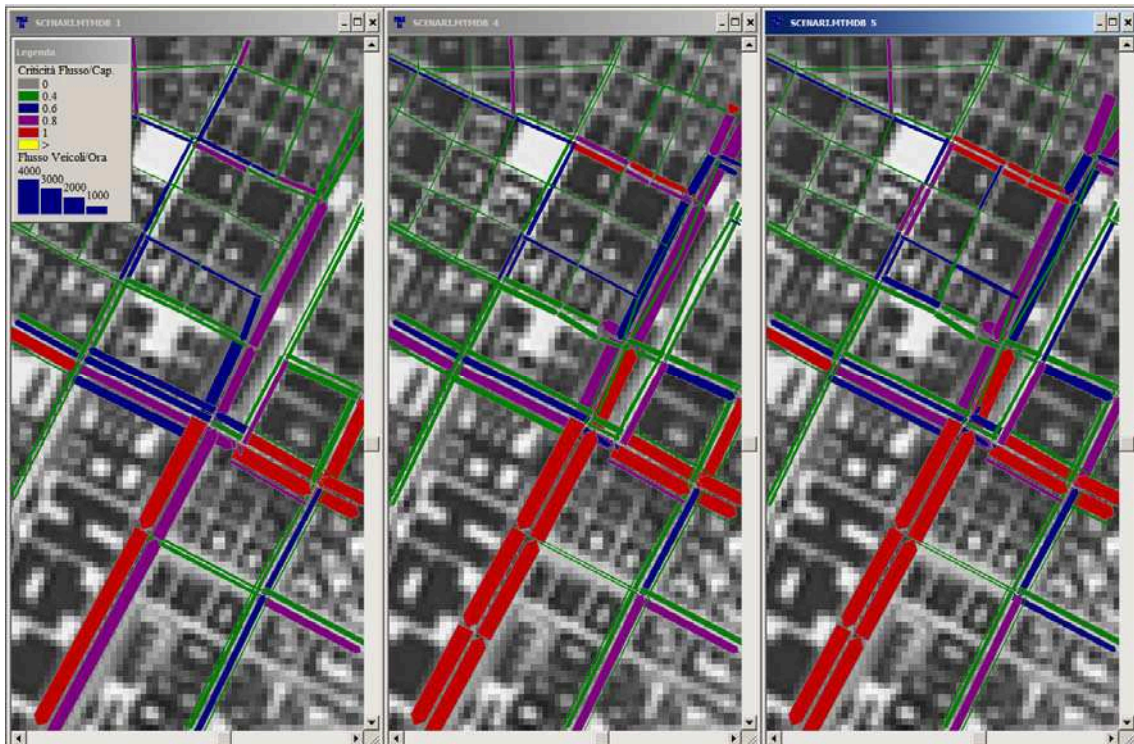 SCENARI.MTMDB 1
SCENARI.MTMDB 4
SCENARI.MTMDB 5
Legenda
Criticità Flusso/Cap.
0
0.4
0.6
0.8
1
>
Flusso Veicoli/Ora
4000
3000
2000
1000